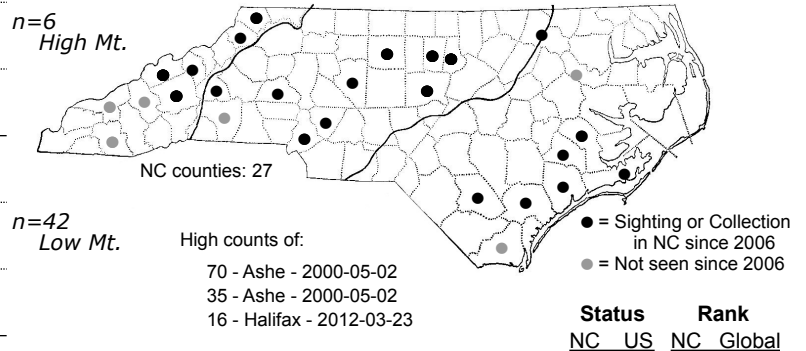 n=6
High Mt.
NC counties: 27
n=42
Low Mt.
High counts of:
70 - Ashe - 2000-05-02
35 - Ashe - 2000-05-02
16 - Halifax - 2012-03-23
= Sighting or Collection
in NC since 2006
= Not seen since 2006
Status Rank
NC US NC Global